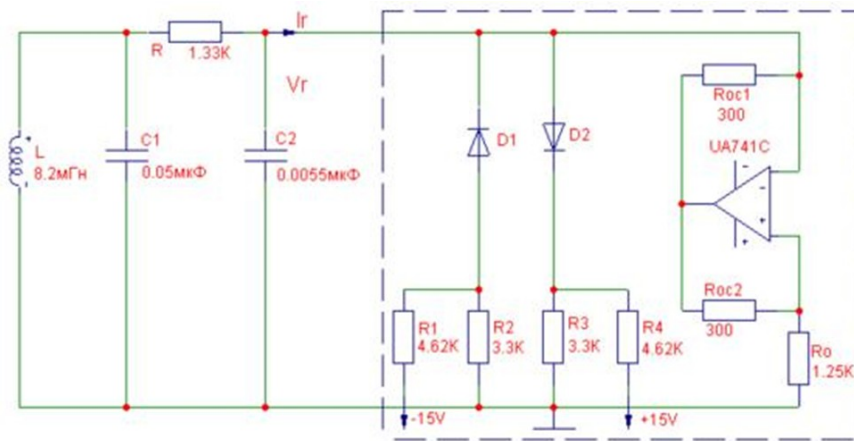 Ir
R
1.33K
Vr
Roc1
300
L
8.2мГн
C1
0.05мкФ
C2
0.0055мкФ
D1
D2
UA741C
-
-
+
+
Roc2
300
R1
4.62K
R2
3.3K
R3
3.3K
R4
4.62K
Ro
1.25K
-15V
+15V